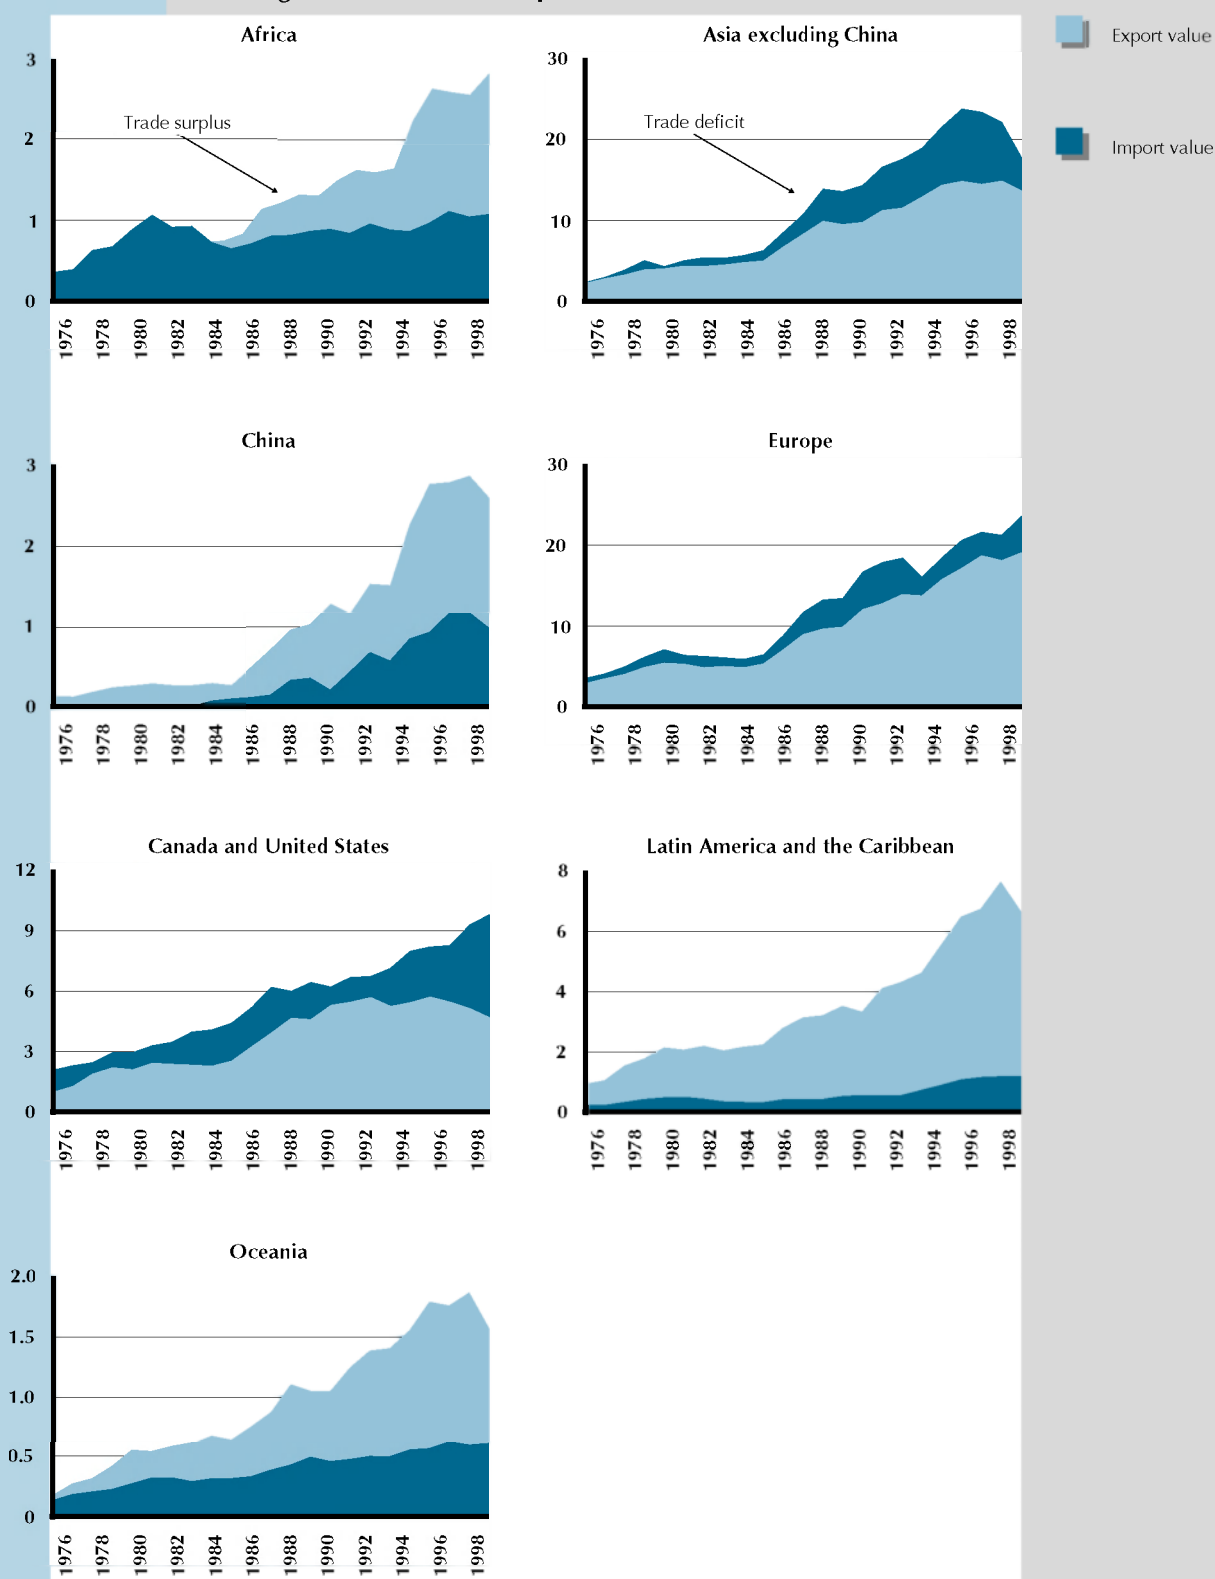 Africa
3
2
1
0
Trade surplus
1976 1978 1980 1982 1984 1986 1988 1990 1992 1994 1996 1998
Asia excluding China
30
20
10
0
Trade deficit
1976 1978 1980 1982 1984 1986 1988 1990 1992 1994 1996 1998
Export value
Import value
China
3
2
1
0
1976 1978 1980 1982 1984 1986 1988 1990 1992 1994 1996 1998
Europe
30
20
10
0
1976 1978 1980 1982 1984 1986 1988 1990 1992 1994 1996 1998
Canada and United States
12
9
6
3
0
1976 1978 1980 1982 1984 1986 1988 1990 1992 1994 1996 1998
Latin America and the Caribbean
8
6
4
2
0
1976 1978 1980 1982 1984 1986 1988 1990 1992 1994 1996 1998
Oceania
2.0
1.5
1.0
0.5
0
1976 1978 1980 1982 1984 1986 1988 1990 1992 1994 1996 1998